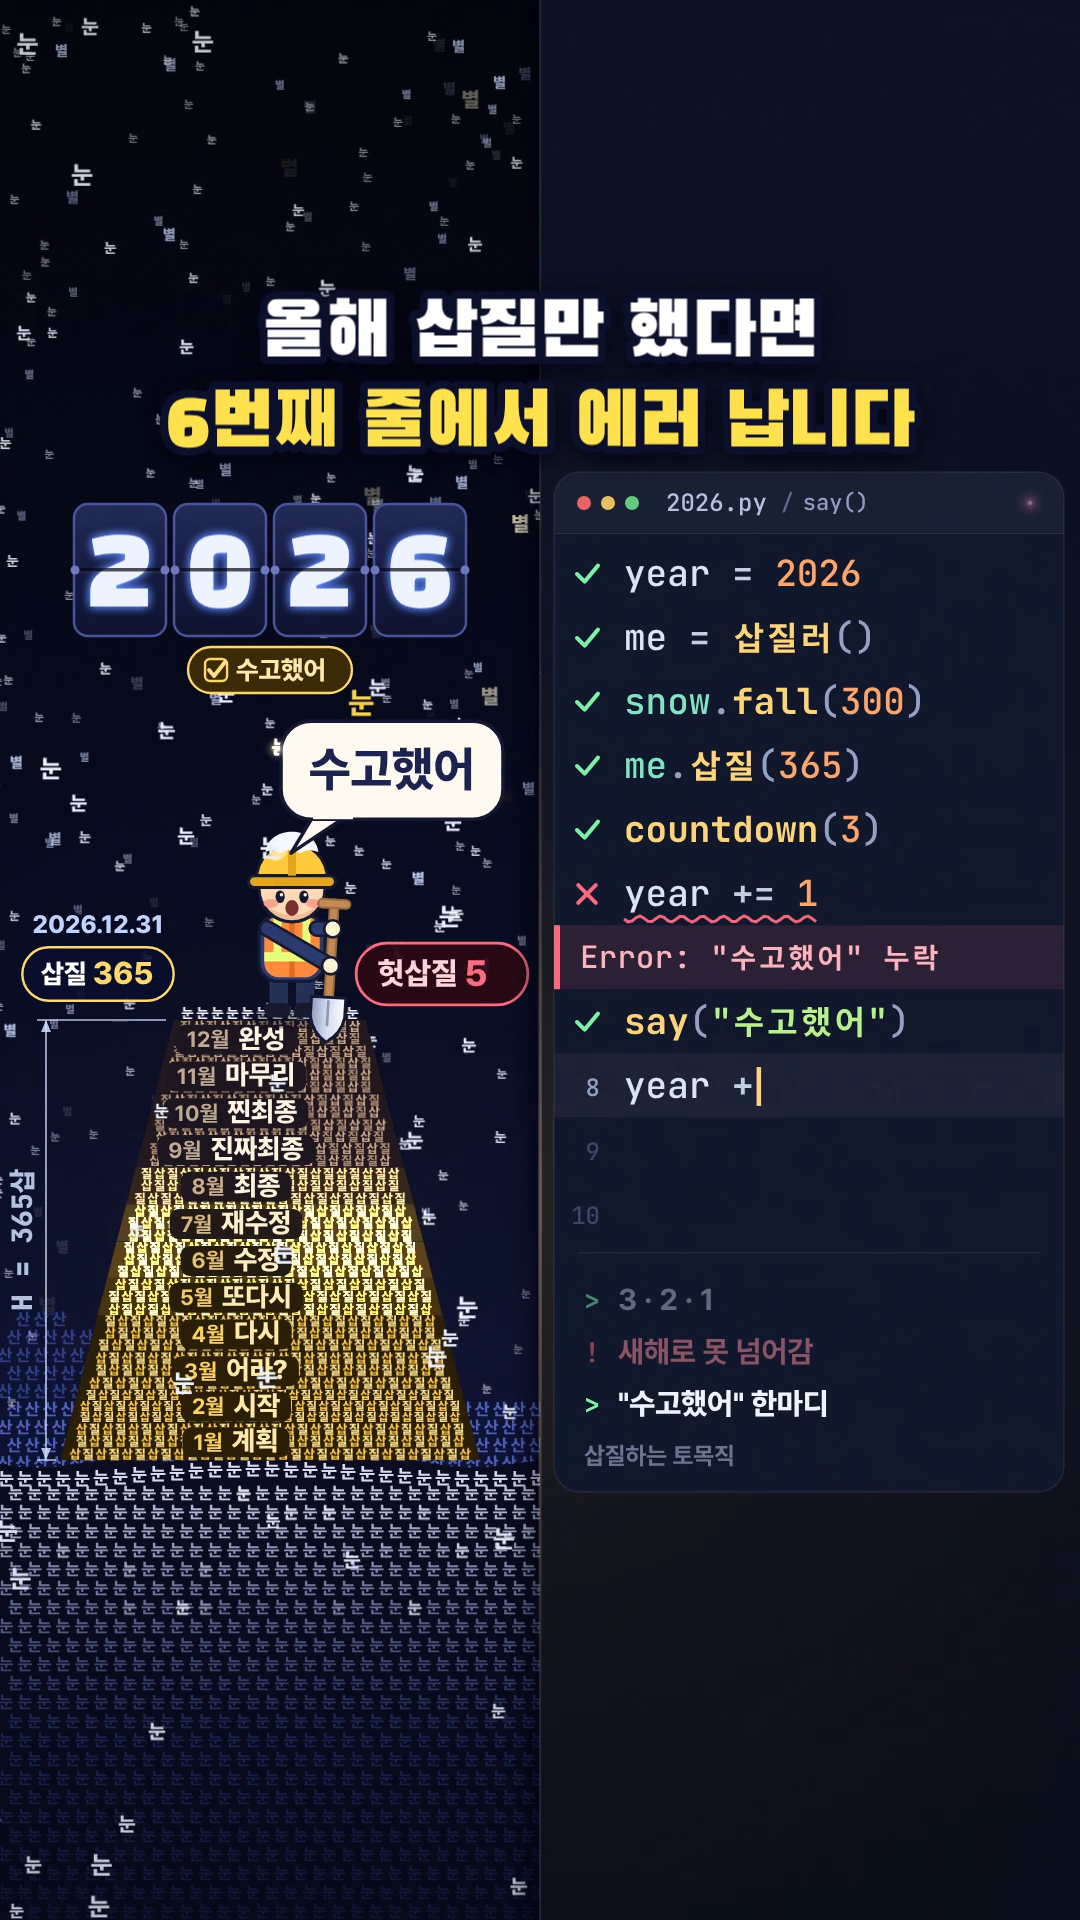 올해 삽질만 했다면
6번째 줄에서 에러 납니다
2026
수고했어
수고했어
2026.12.31
삽질 365
헛삽질 5
H = 365삽
12월 완성
11월 마무리
10월 찐최종
9월 진짜최종
8월 최종
7월 재수정
6월 수정
5월 또다시
4월 다시
3월 어라?
2월 시작
1월 계획
2026.py / say()
year = 2026
me = 삽질러()
snow.fall(300)
me.삽질(365)
countdown(3)
year += 1
Error: "수고했어" 누락
say("수고했어")
8 year +
9
10
> 3·2·1
! 새해로 못 넘어감
> "수고했어" 한마디
삽질하는 토목직